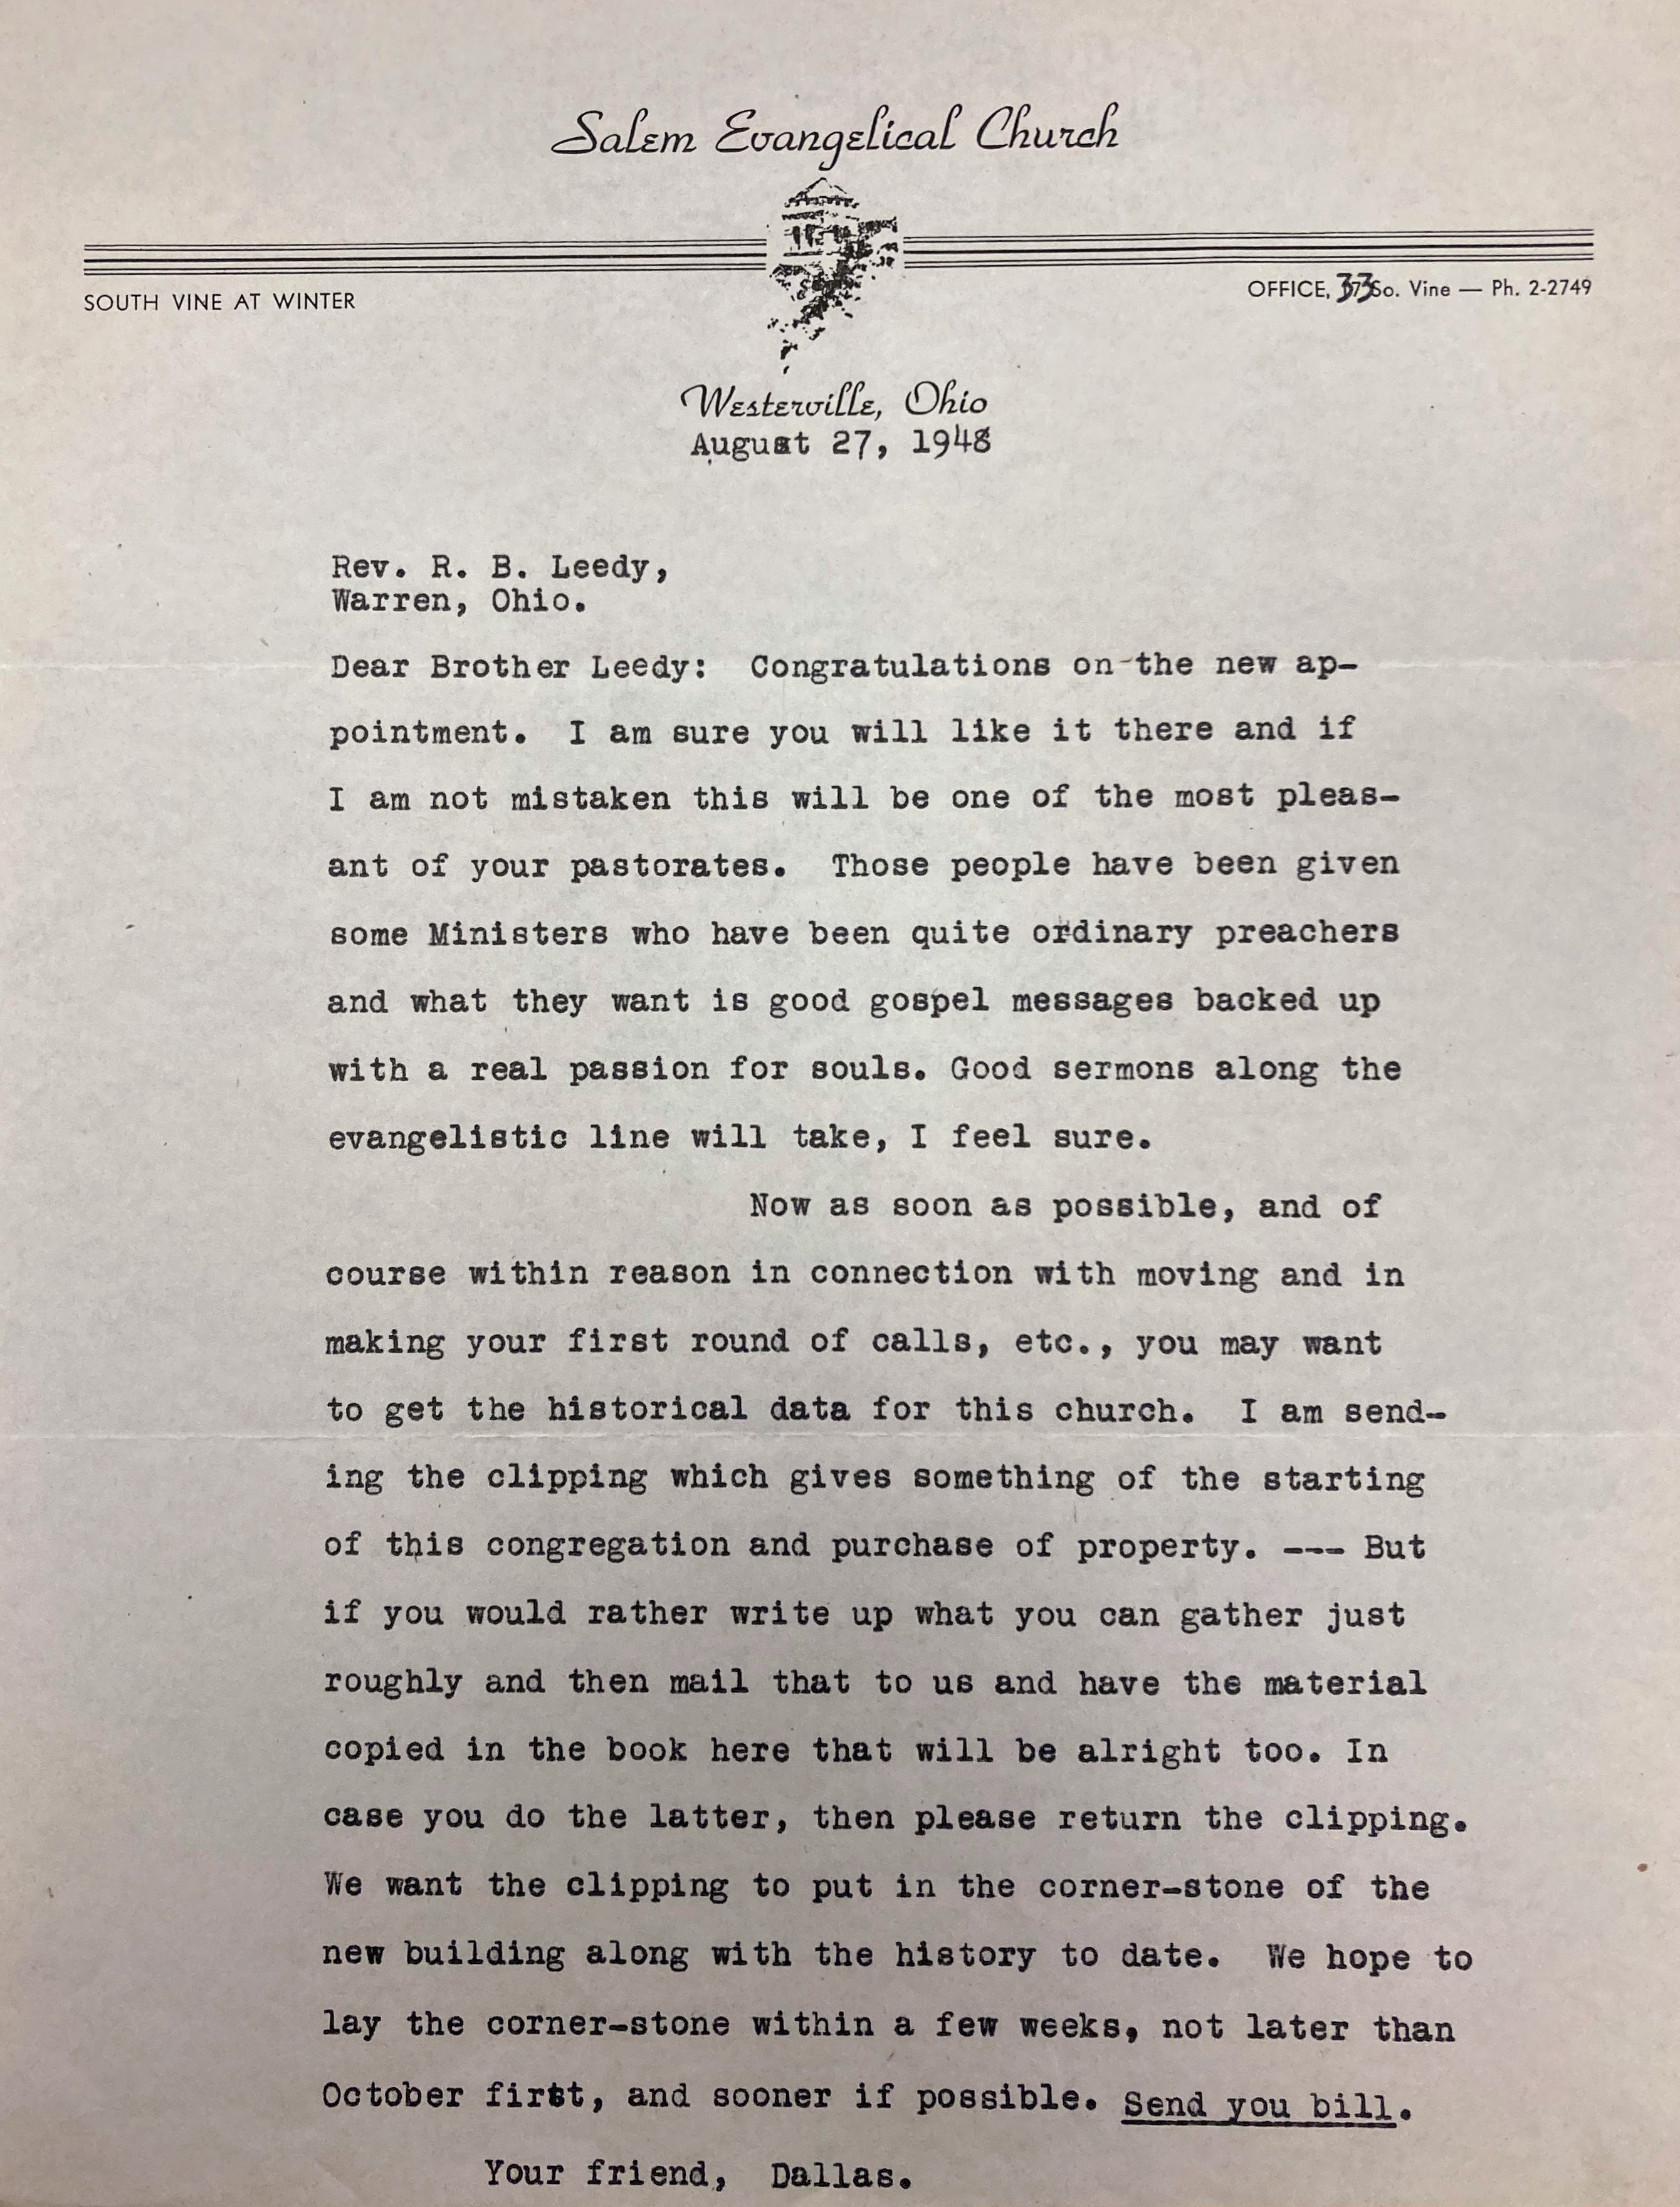 Salem Evangelical Church
SOUTH VINE AT WINTER
OFFICE, 33 So. Vine — Ph. 2-2749
Westerville, Ohio
August 27, 1948
Rev. R. B. Leedy,
Warren, Ohio.
Dear Brother Leedy: Congratulations on the new ap-
pointment. I am sure you will like it there and if
I am not mistaken this will be one of the most pleas-
ant of your pastorates. Those people have been given
some Ministers who have been quite ordinary preachers
and what they want is good gospel messages backed up
with a real passion for souls. Good sermons along the
evangelistic line will take, I feel sure.
Now as soon as possible, and of
course within reason in connection with moving and in
making your first round of calls, etc., you may want
to get the historical data for this church. I am send-
ing the clipping which gives something of the starting
of this congregation and purchase of property. --- But
if you would rather write up what you can gather just
roughly and then mail that to us and have the material
copied in the book here that will be alright too. In
case you do the latter, then please return the clipping.
We want the clipping to put in the corner-stone of the
new building along with the history to date. We hope to
lay the corner-stone within a few weeks, not later than
October first, and sooner if possible. Send you bill.
Your friend, Dallas.